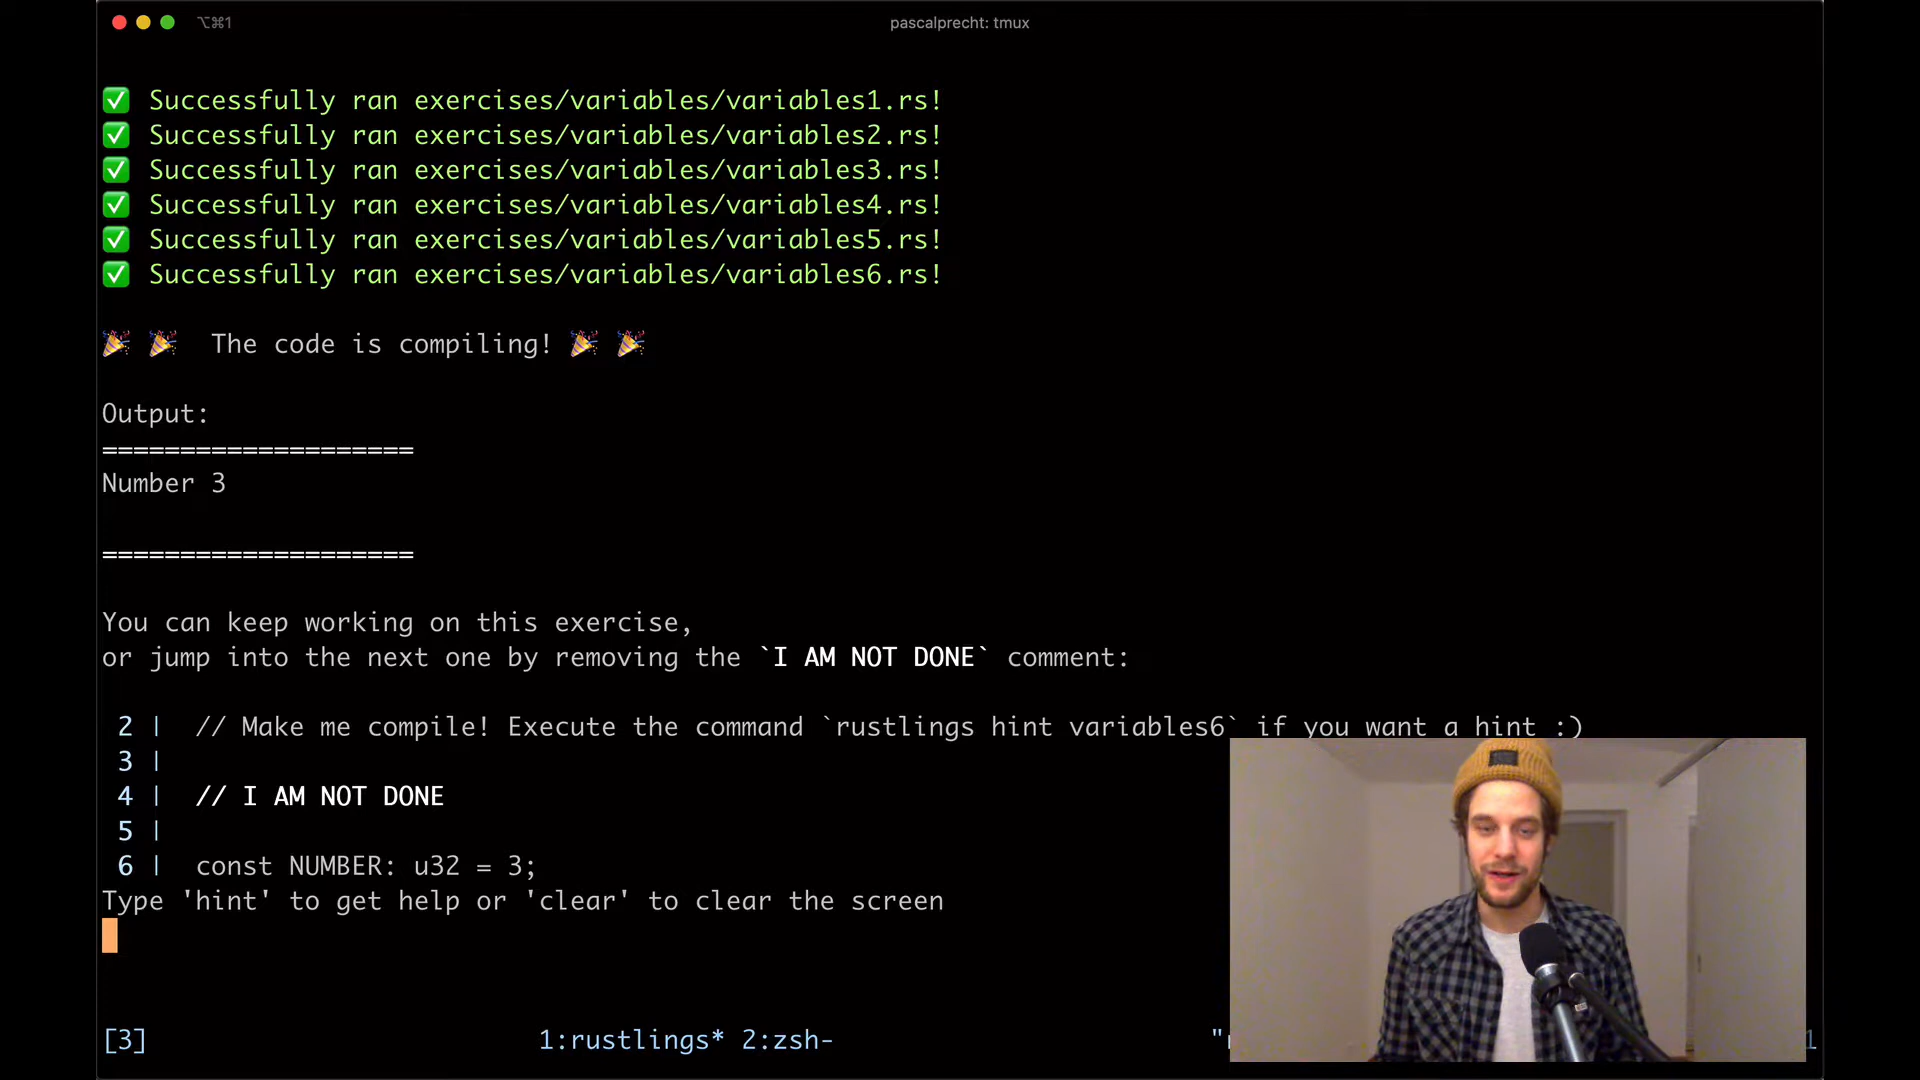 ⌥⌘1
pascalprecht: tmux
✅ Successfully ran exercises/variables/variables1.rs!
✅ Successfully ran exercises/variables/variables2.rs!
✅ Successfully ran exercises/variables/variables3.rs!
✅ Successfully ran exercises/variables/variables4.rs!
✅ Successfully ran exercises/variables/variables5.rs!
✅ Successfully ran exercises/variables/variables6.rs!
🎉 🎉 The code is compiling! 🎉 🎉
Output:
====================
Number 3
====================
You can keep working on this exercise,
or jump into the next one by removing the `I AM NOT DONE` comment:
2 | // Make me compile! Execute the command `rustlings hint variables6` if you want a hint :)
3 |
4 | // I AM NOT DONE
5 |
6 | const NUMBER: u32 = 3;
Type 'hint' to get help or 'clear' to clear the screen
[3] 1:rustlings* 2:zsh-